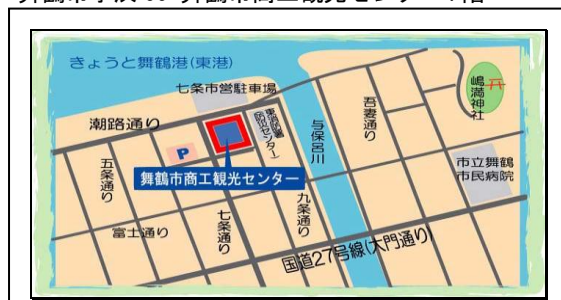 きょうと舞鶴港(東港)
七条市営駐車場
潮路通り
P
五条通り
舞鶴市商工観光センター
富士通り
七条通り
九条通り
与保呂川
吾妻通り
嶋満神社
市立舞鶴
市民病院
国道27号線(大門通り)